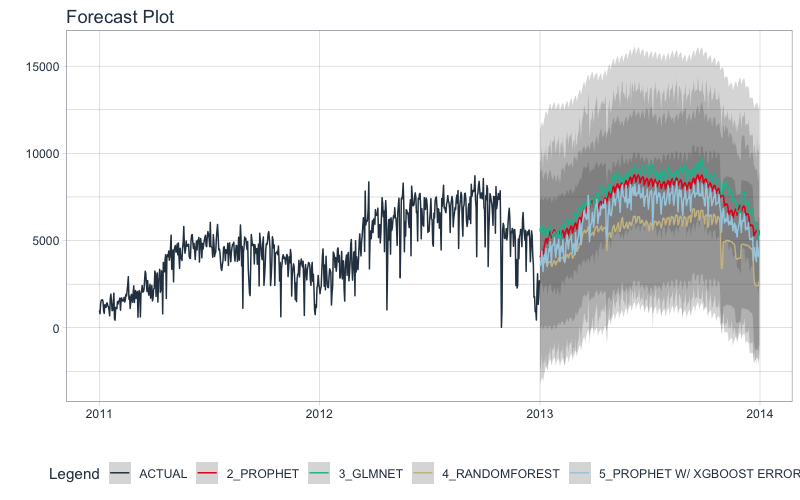 Forecast Plot
15000
10000
5000
0
2011 2012 2013 2014
Legend ACTUAL 2_PROPHET 3_GLMNET 4_RANDOMFOREST 5_PROPHET W/ XGBOOST ERROR